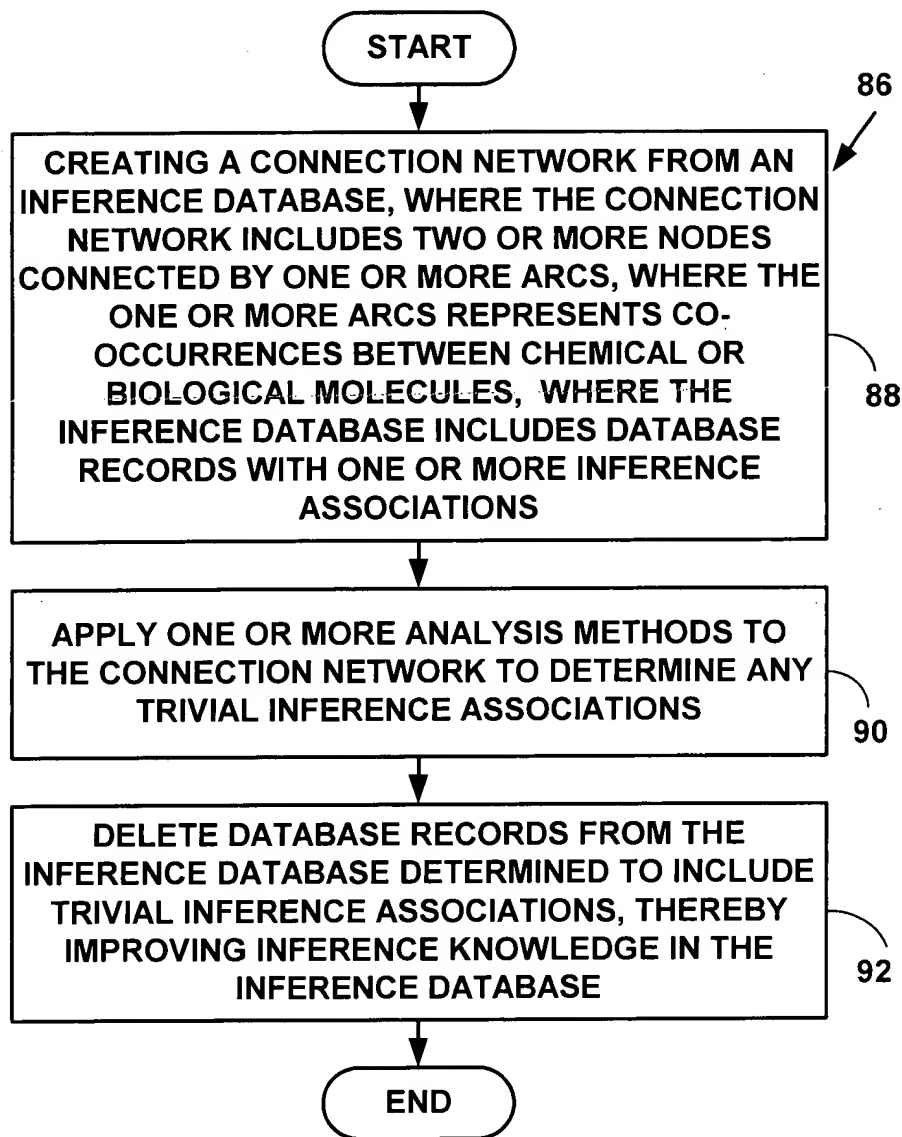 START
86
CREATING A CONNECTION NETWORK FROM AN
INFERENCE DATABASE, WHERE THE CONNECTION
NETWORK INCLUDES TWO OR MORE NODES
CONNECTED BY ONE OR MORE ARCS, WHERE THE
ONE OR MORE ARCS REPRESENTS CO-
OCCURRENCES BETWEEN CHEMICAL OR
BIOLOGICAL MOLECULES, WHERE THE
INFERENCE DATABASE INCLUDES DATABASE
RECORDS WITH ONE OR MORE INFERENCE
ASSOCIATIONS
88
APPLY ONE OR MORE ANALYSIS METHODS TO
THE CONNECTION NETWORK TO DETERMINE ANY
TRIVIAL INFERENCE ASSOCIATIONS
90
DELETE DATABASE RECORDS FROM THE
INFERENCE DATABASE DETERMINED TO INCLUDE
TRIVIAL INFERENCE ASSOCIATIONS, THEREBY
IMPROVING INFERENCE KNOWLEDGE IN THE
INFERENCE DATABASE
92
END